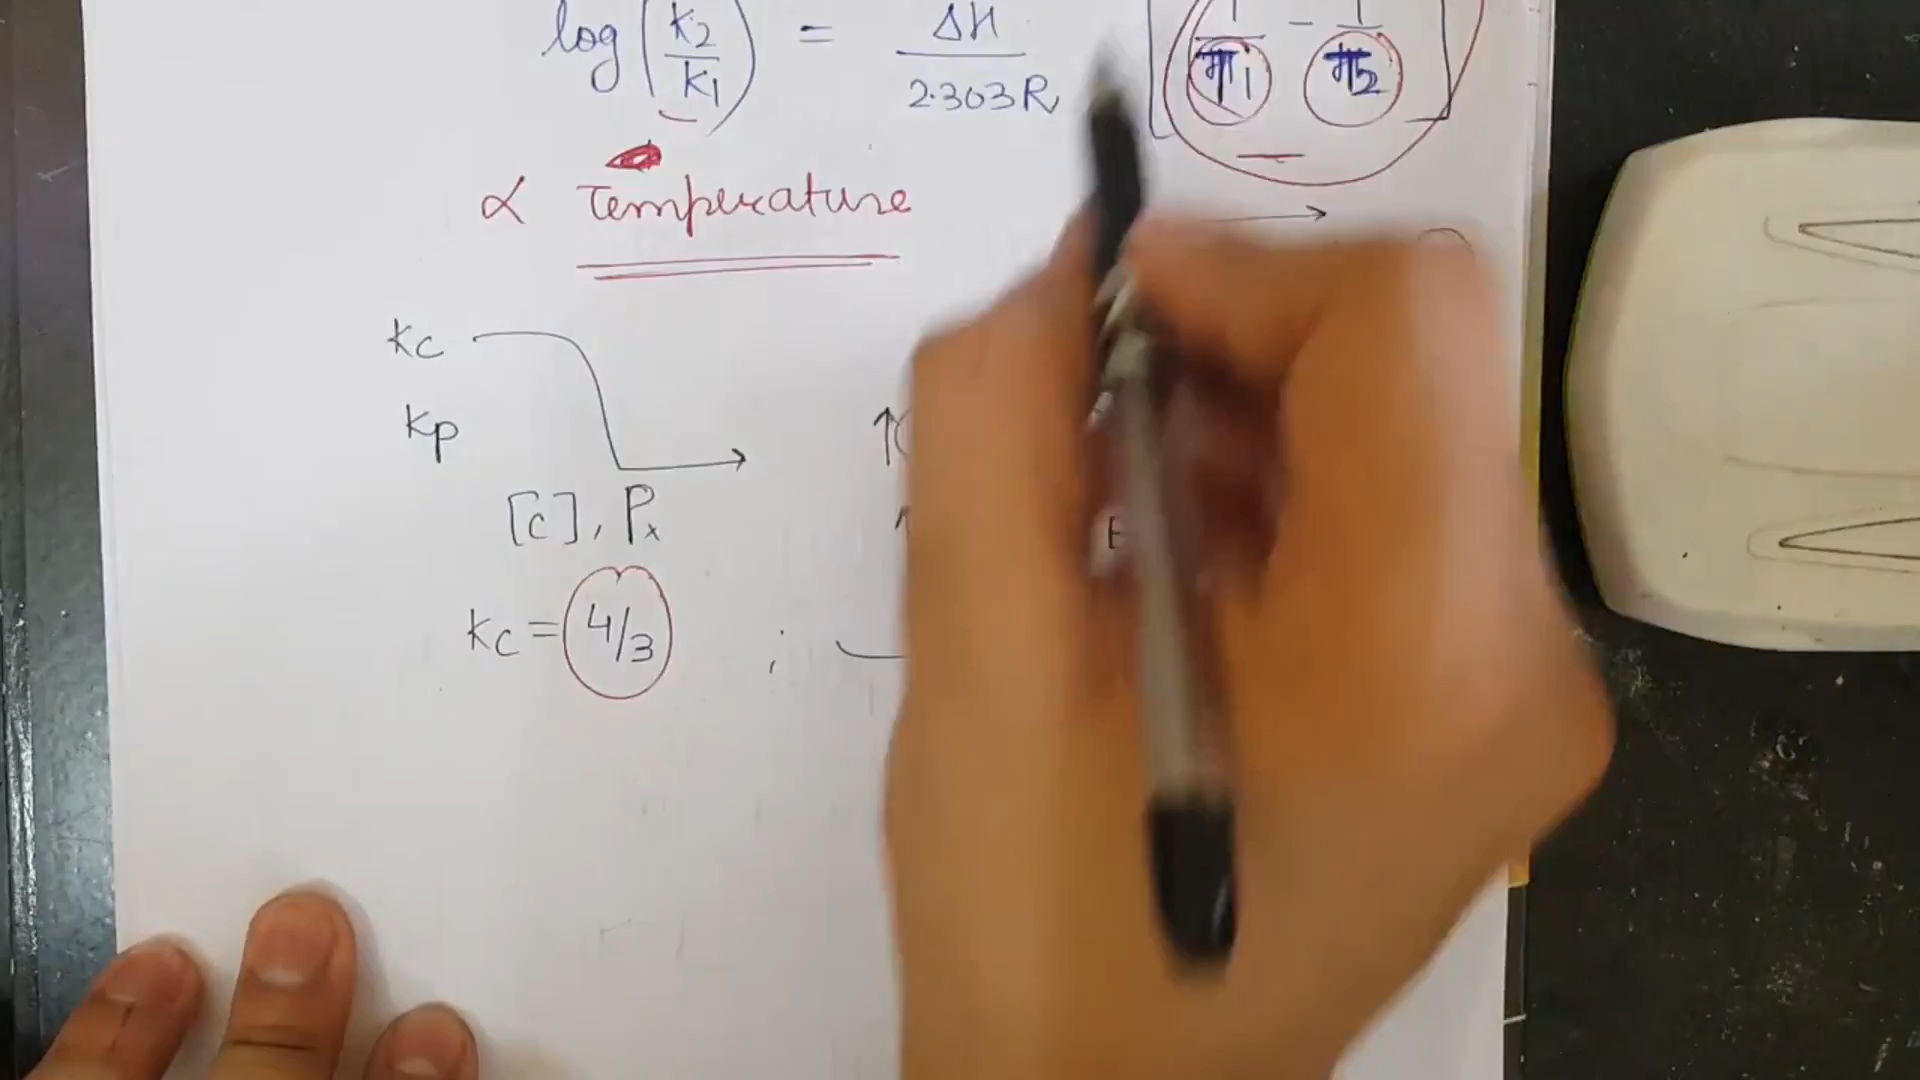 log (K2/K1) = ΔH/2.303R [1/T1 - 1/T2]
∝ Temperature
Kc
Kp
[C], Px
Kc = 4/3 ;